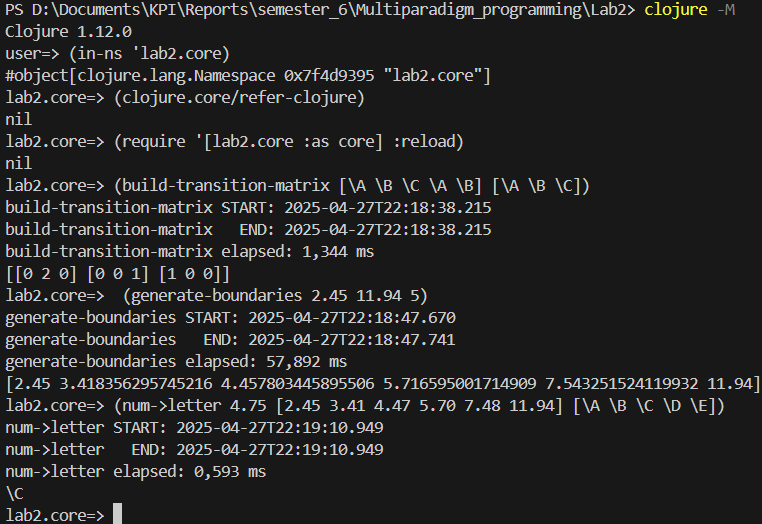 PS D:\Documents\KPI\Reports\semester_6\Multiparadigm_programming\Lab2> clojure -M
Clojure 1.12.0
user=> (in-ns 'lab2.core)
#object[clojure.lang.Namespace 0x7f4d9395 "lab2.core"]
lab2.core=> (clojure.core/refer-clojure)
nil
lab2.core=> (require '[lab2.core :as core] :reload)
nil
lab2.core=> (build-transition-matrix [\A \B \C \A \B] [\A \B \C])
build-transition-matrix START: 2025-04-27T22:18:38.215
build-transition-matrix   END: 2025-04-27T22:18:38.215
build-transition-matrix elapsed: 1,344 ms
[[0 2 0] [0 0 1] [1 0 0]]
lab2.core=>  (generate-boundaries 2.45 11.94 5)
generate-boundaries START: 2025-04-27T22:18:47.670
generate-boundaries   END: 2025-04-27T22:18:47.741
generate-boundaries elapsed: 57,892 ms
[2.45 3.418356295745216 4.457803445895506 5.716595001714909 7.543251524119932 11.94]
lab2.core=> (num->letter 4.75 [2.45 3.41 4.47 5.70 7.48 11.94] [\A \B \C \D \E])
num->letter START: 2025-04-27T22:19:10.949
num->letter   END: 2025-04-27T22:19:10.949
num->letter elapsed: 0,593 ms
\C
lab2.core=>